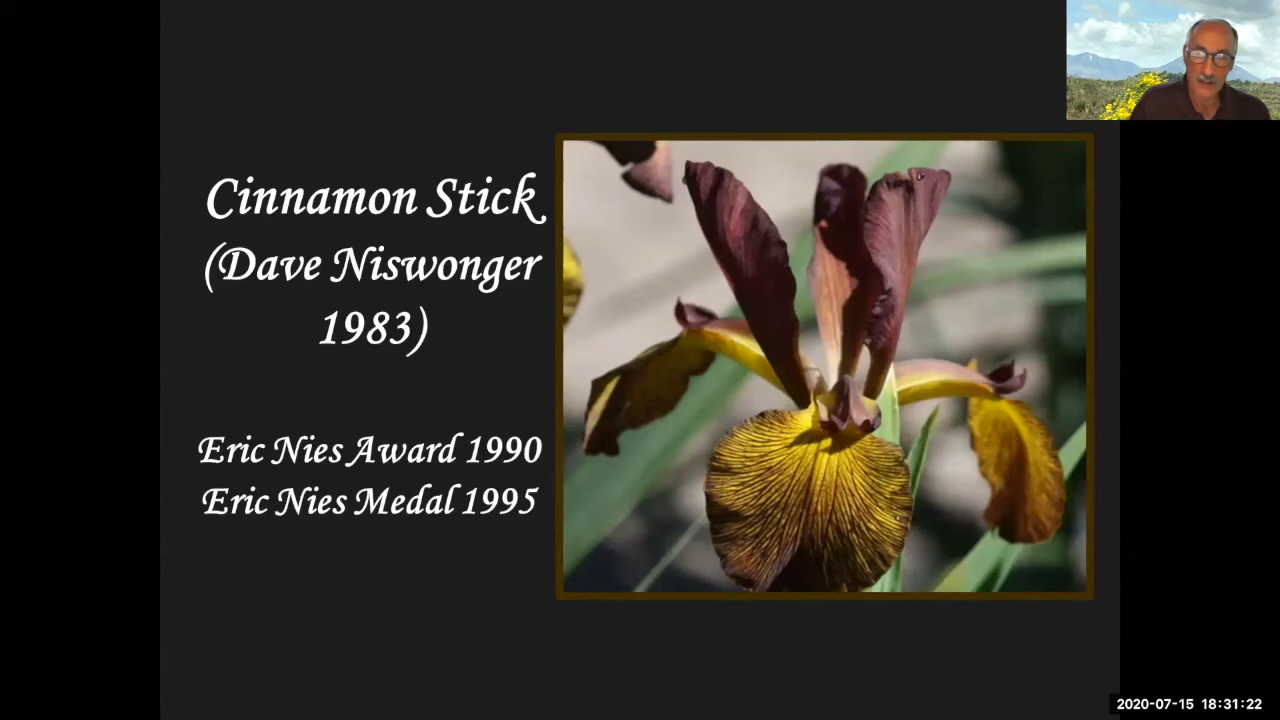 Cinnamon Stick
(Dave Niswonger
1983)
Eric Nies Award 1990
Eric Nies Medal 1995
2020-07-15 18:31:22